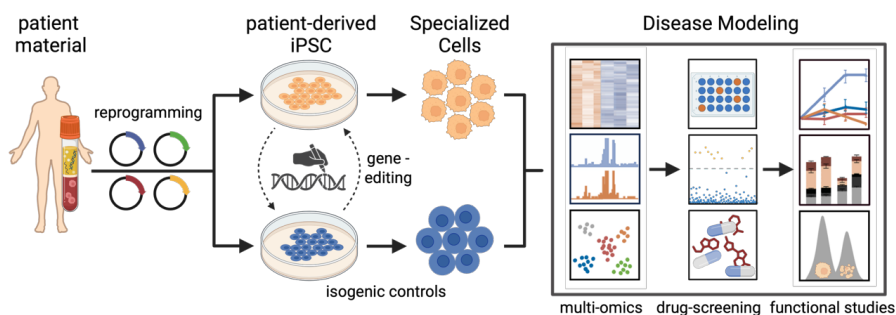 patient
material
reprogramming
patient-derived
iPSC
gene -
editing
isogenic controls
Specialized
Cells
Disease Modeling
multi-omics
drug-screening
functional studies